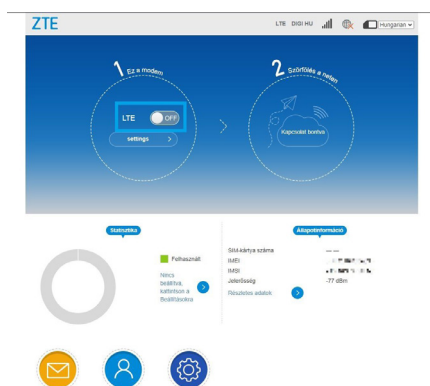 ZTE
LTE DIGI HU
Hungarian
1 Ez a modem
2 Szörfölés a neten
LTE OFF
settings
Kapcsolat bontva
Statisztika
Állapotinformáció
Felhasznált
Nincs
beállítva,
kattintson a
Beállításokra
SIM-kártya száma
IMEI
IMSI
Jelerősség -77 dBm
Részletes adatok